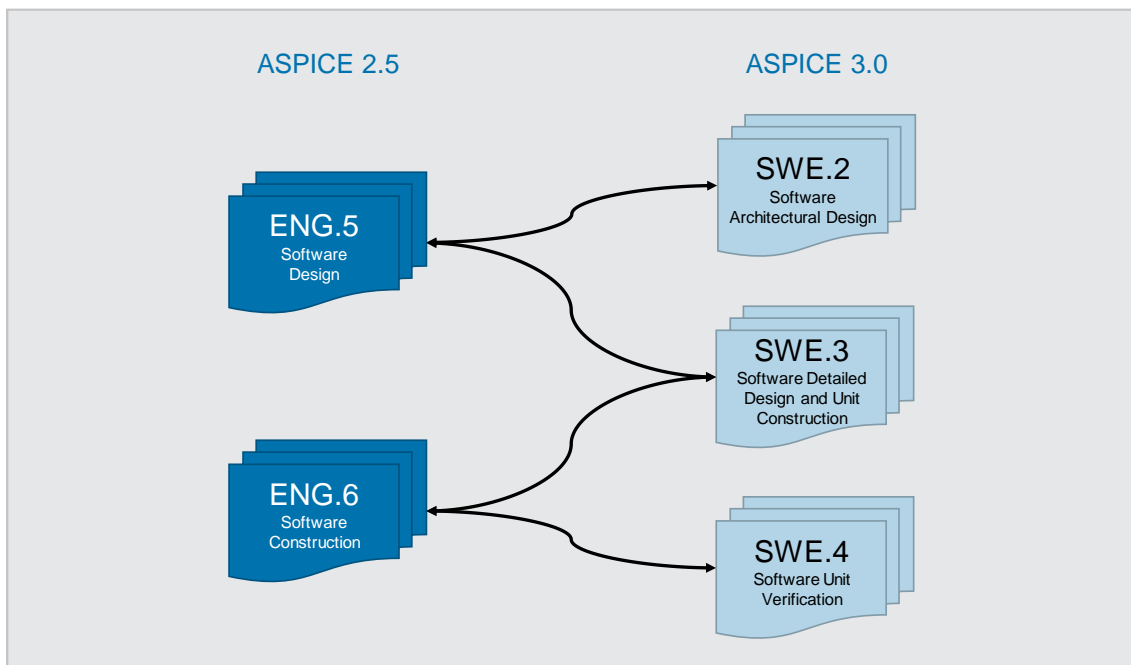 ASPICE 2.5
ASPICE 3.0
ENG.5
Software
Design
ENG.6
Software
Construction
SWE.2
Software
Architectural Design
SWE.3
Software Detailed
Design and Unit
Construction
SWE.4
Software Unit
Verification